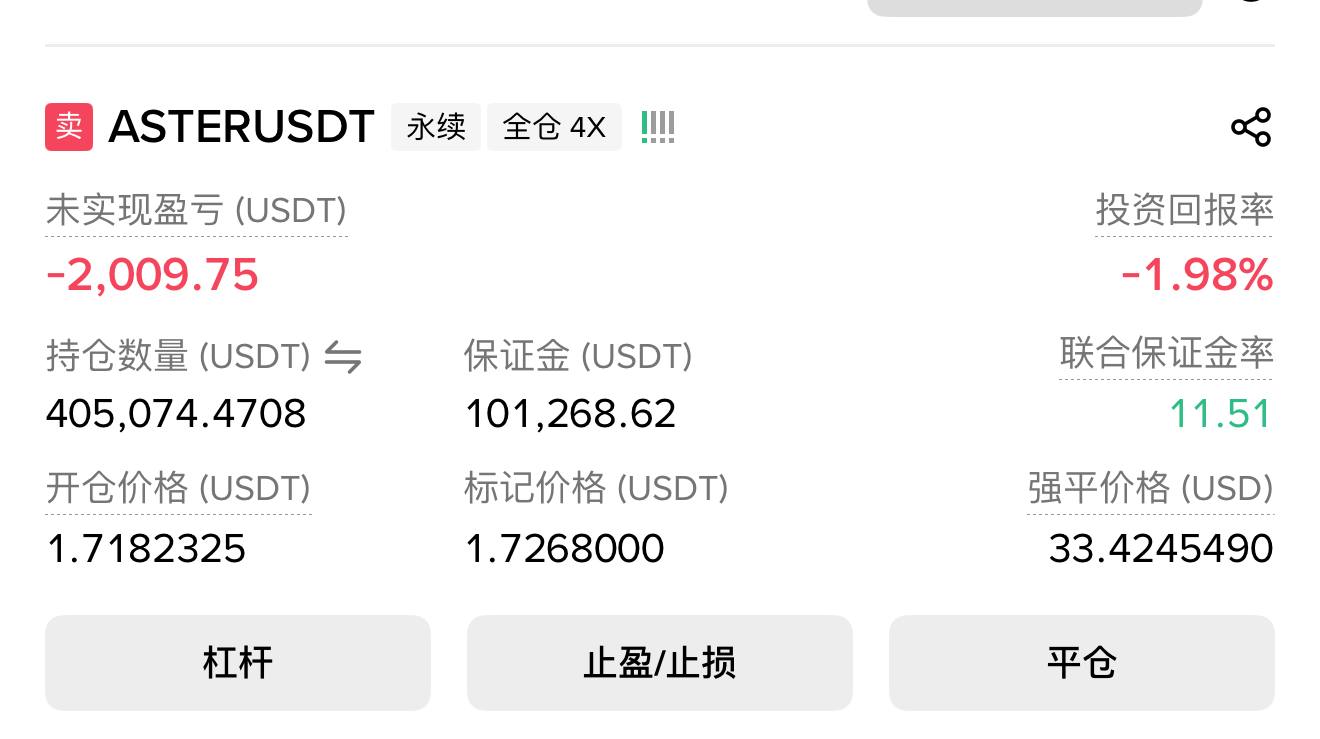 卖 ASTERUSDT 永续 全仓 4X
未实现盈亏 (USDT) 投资回报率
-2,009.75 -1.98%
持仓数量 (USDT) 保证金 (USDT) 联合保证金率
405,074.4708 101,268.62 11.51
开仓价格 (USDT) 标记价格 (USDT) 强平价格 (USD)
1.7182325 1.7268000 33.4245490
杠杆 止盈/止损 平仓